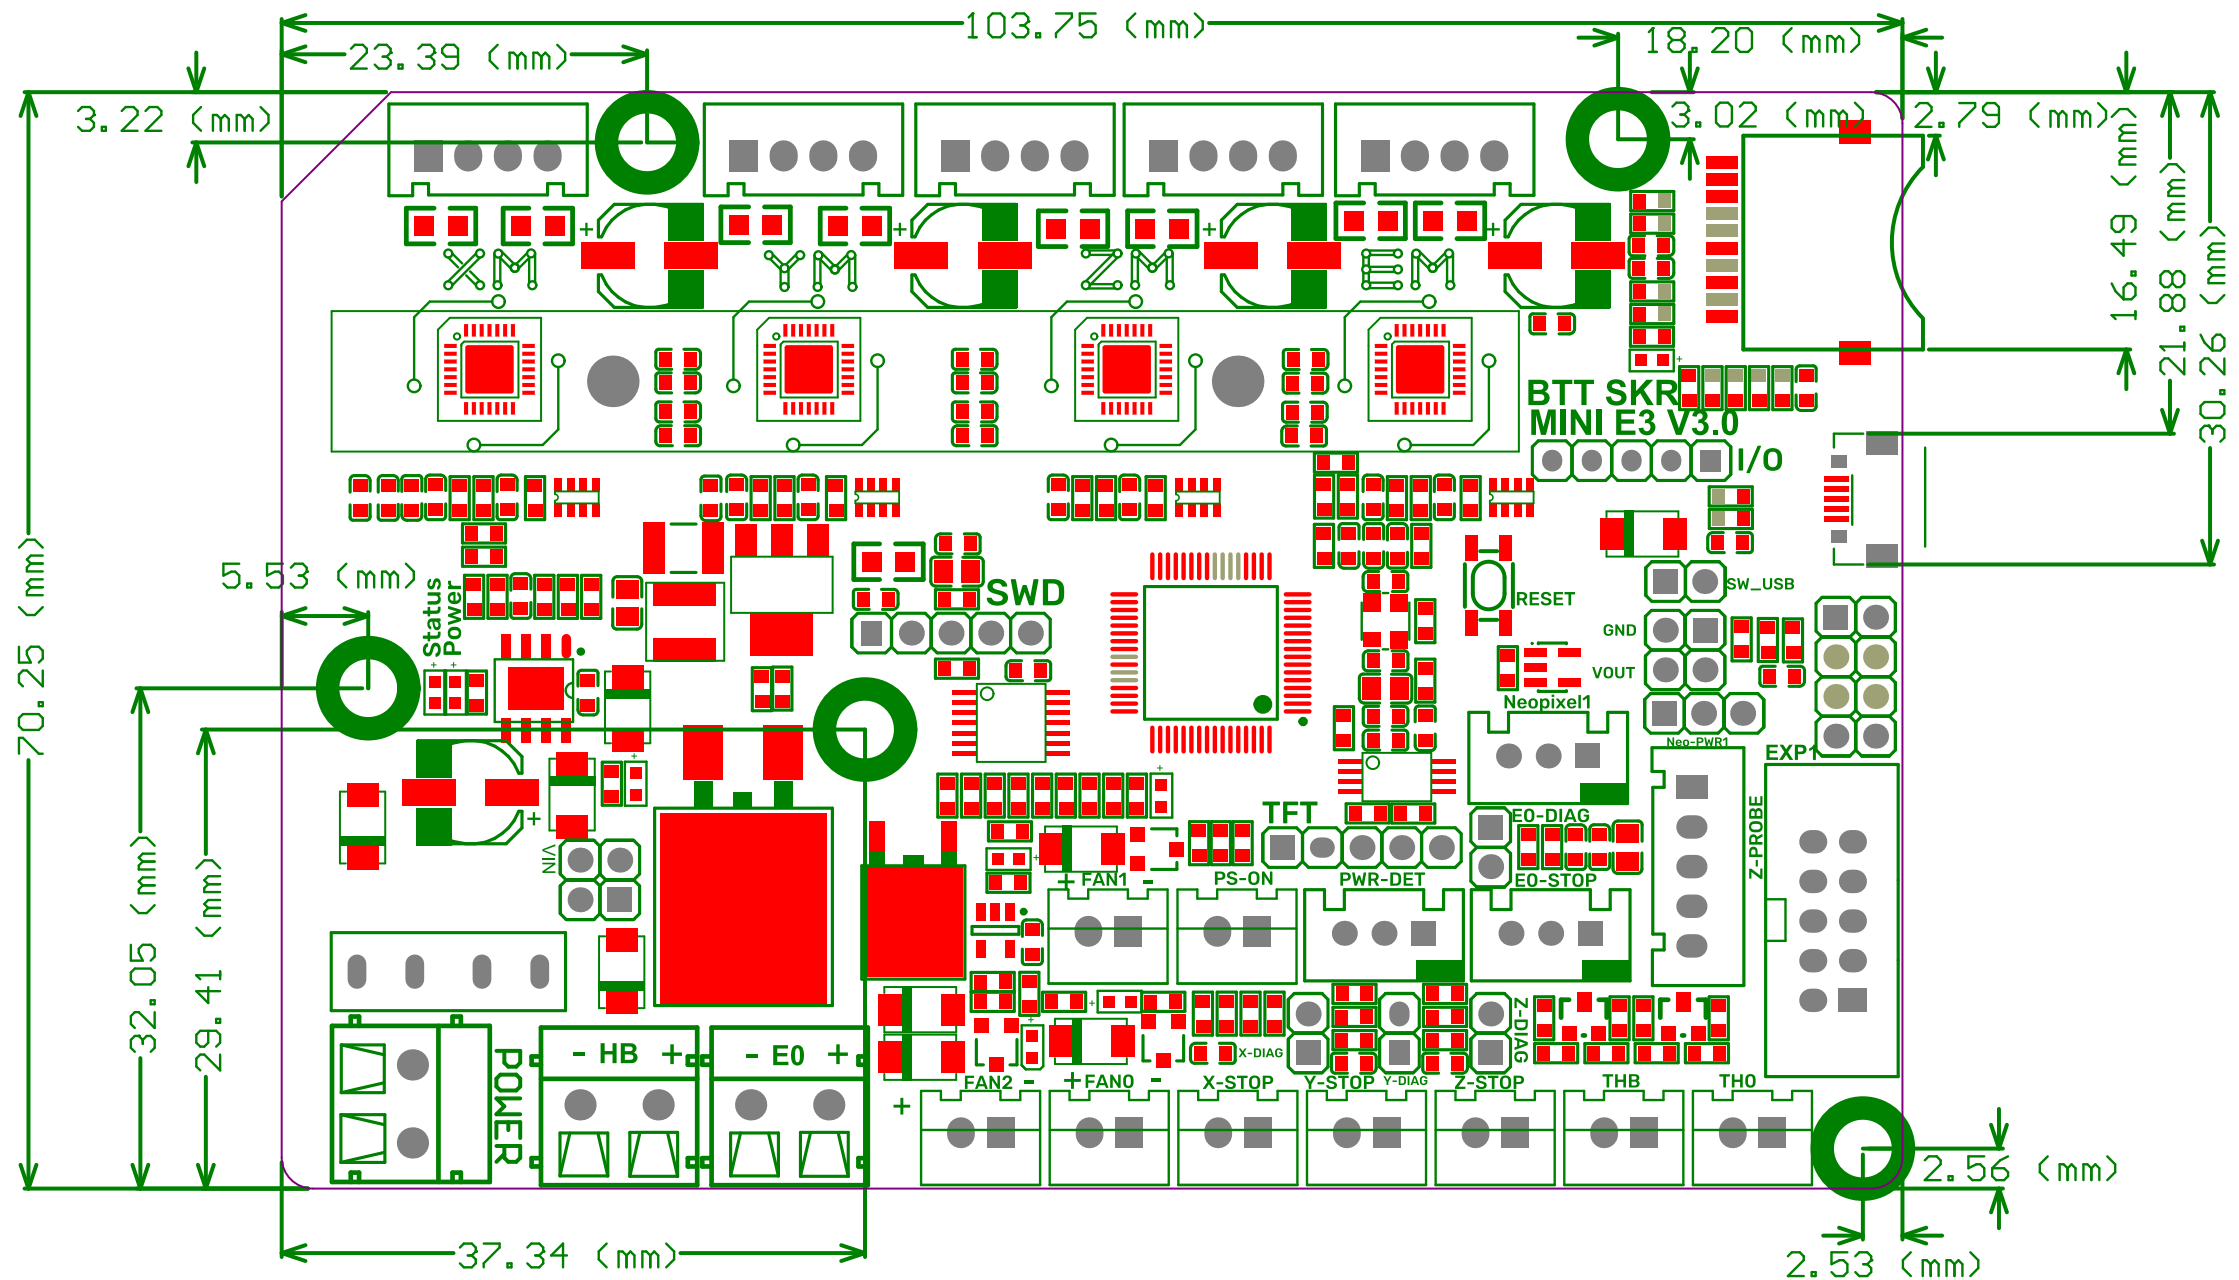 103.75 (mm)
23.39 (mm)
18.20 (mm)
3.22 (mm)
3.02 (mm)
2.79 (mm)
16.49 (mm)
21.88 (mm)
30.26 (mm)
XM
YM
ZM
EM
+
+
+
+
BTT SKR
MINI E3 V3.0
I/O
70.25 (mm)
5.53 (mm)
Status
Power
SWD
RESET
SW_USB
GND
VOUT
Neopixel1
Neo-PWR1
EXP1
VIN
+
TFT
E0-DIAG
Z-PROBE
+ FAN1 -
PS-ON
PWR-DET
E0-STOP
32.05 (mm)
29.41 (mm)
POWER
- HB +
- E0 +
FAN2 -
+
+FAN0 -
X-DIAG
X-STOP
Y-STOP
Y-DIAG
Z-DIAG
Z-STOP
THB
TH0
2.56 (mm)
37.34 (mm)
2.53 (mm)